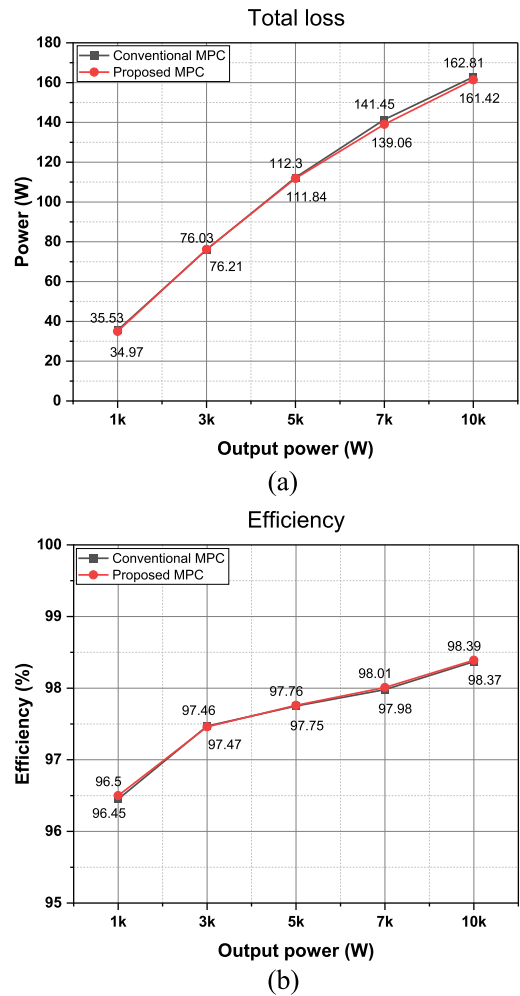 Total loss
Conventional MPC
Proposed MPC
180
160
140
120
100
80
60
40
20
0
Power (W)
162.81
161.42
141.45
139.06
112.3
111.84
76.03
76.21
35.53
34.97
1k 3k 5k 7k 10k
Output power (W)
(a)
Efficiency
Conventional MPC
Proposed MPC
100
99
98
97
96
95
Efficiency (%)
98.39
98.37
98.01
97.98
97.76
97.75
97.46
97.47
96.5
96.45
1k 3k 5k 7k 10k
Output power (W)
(b)